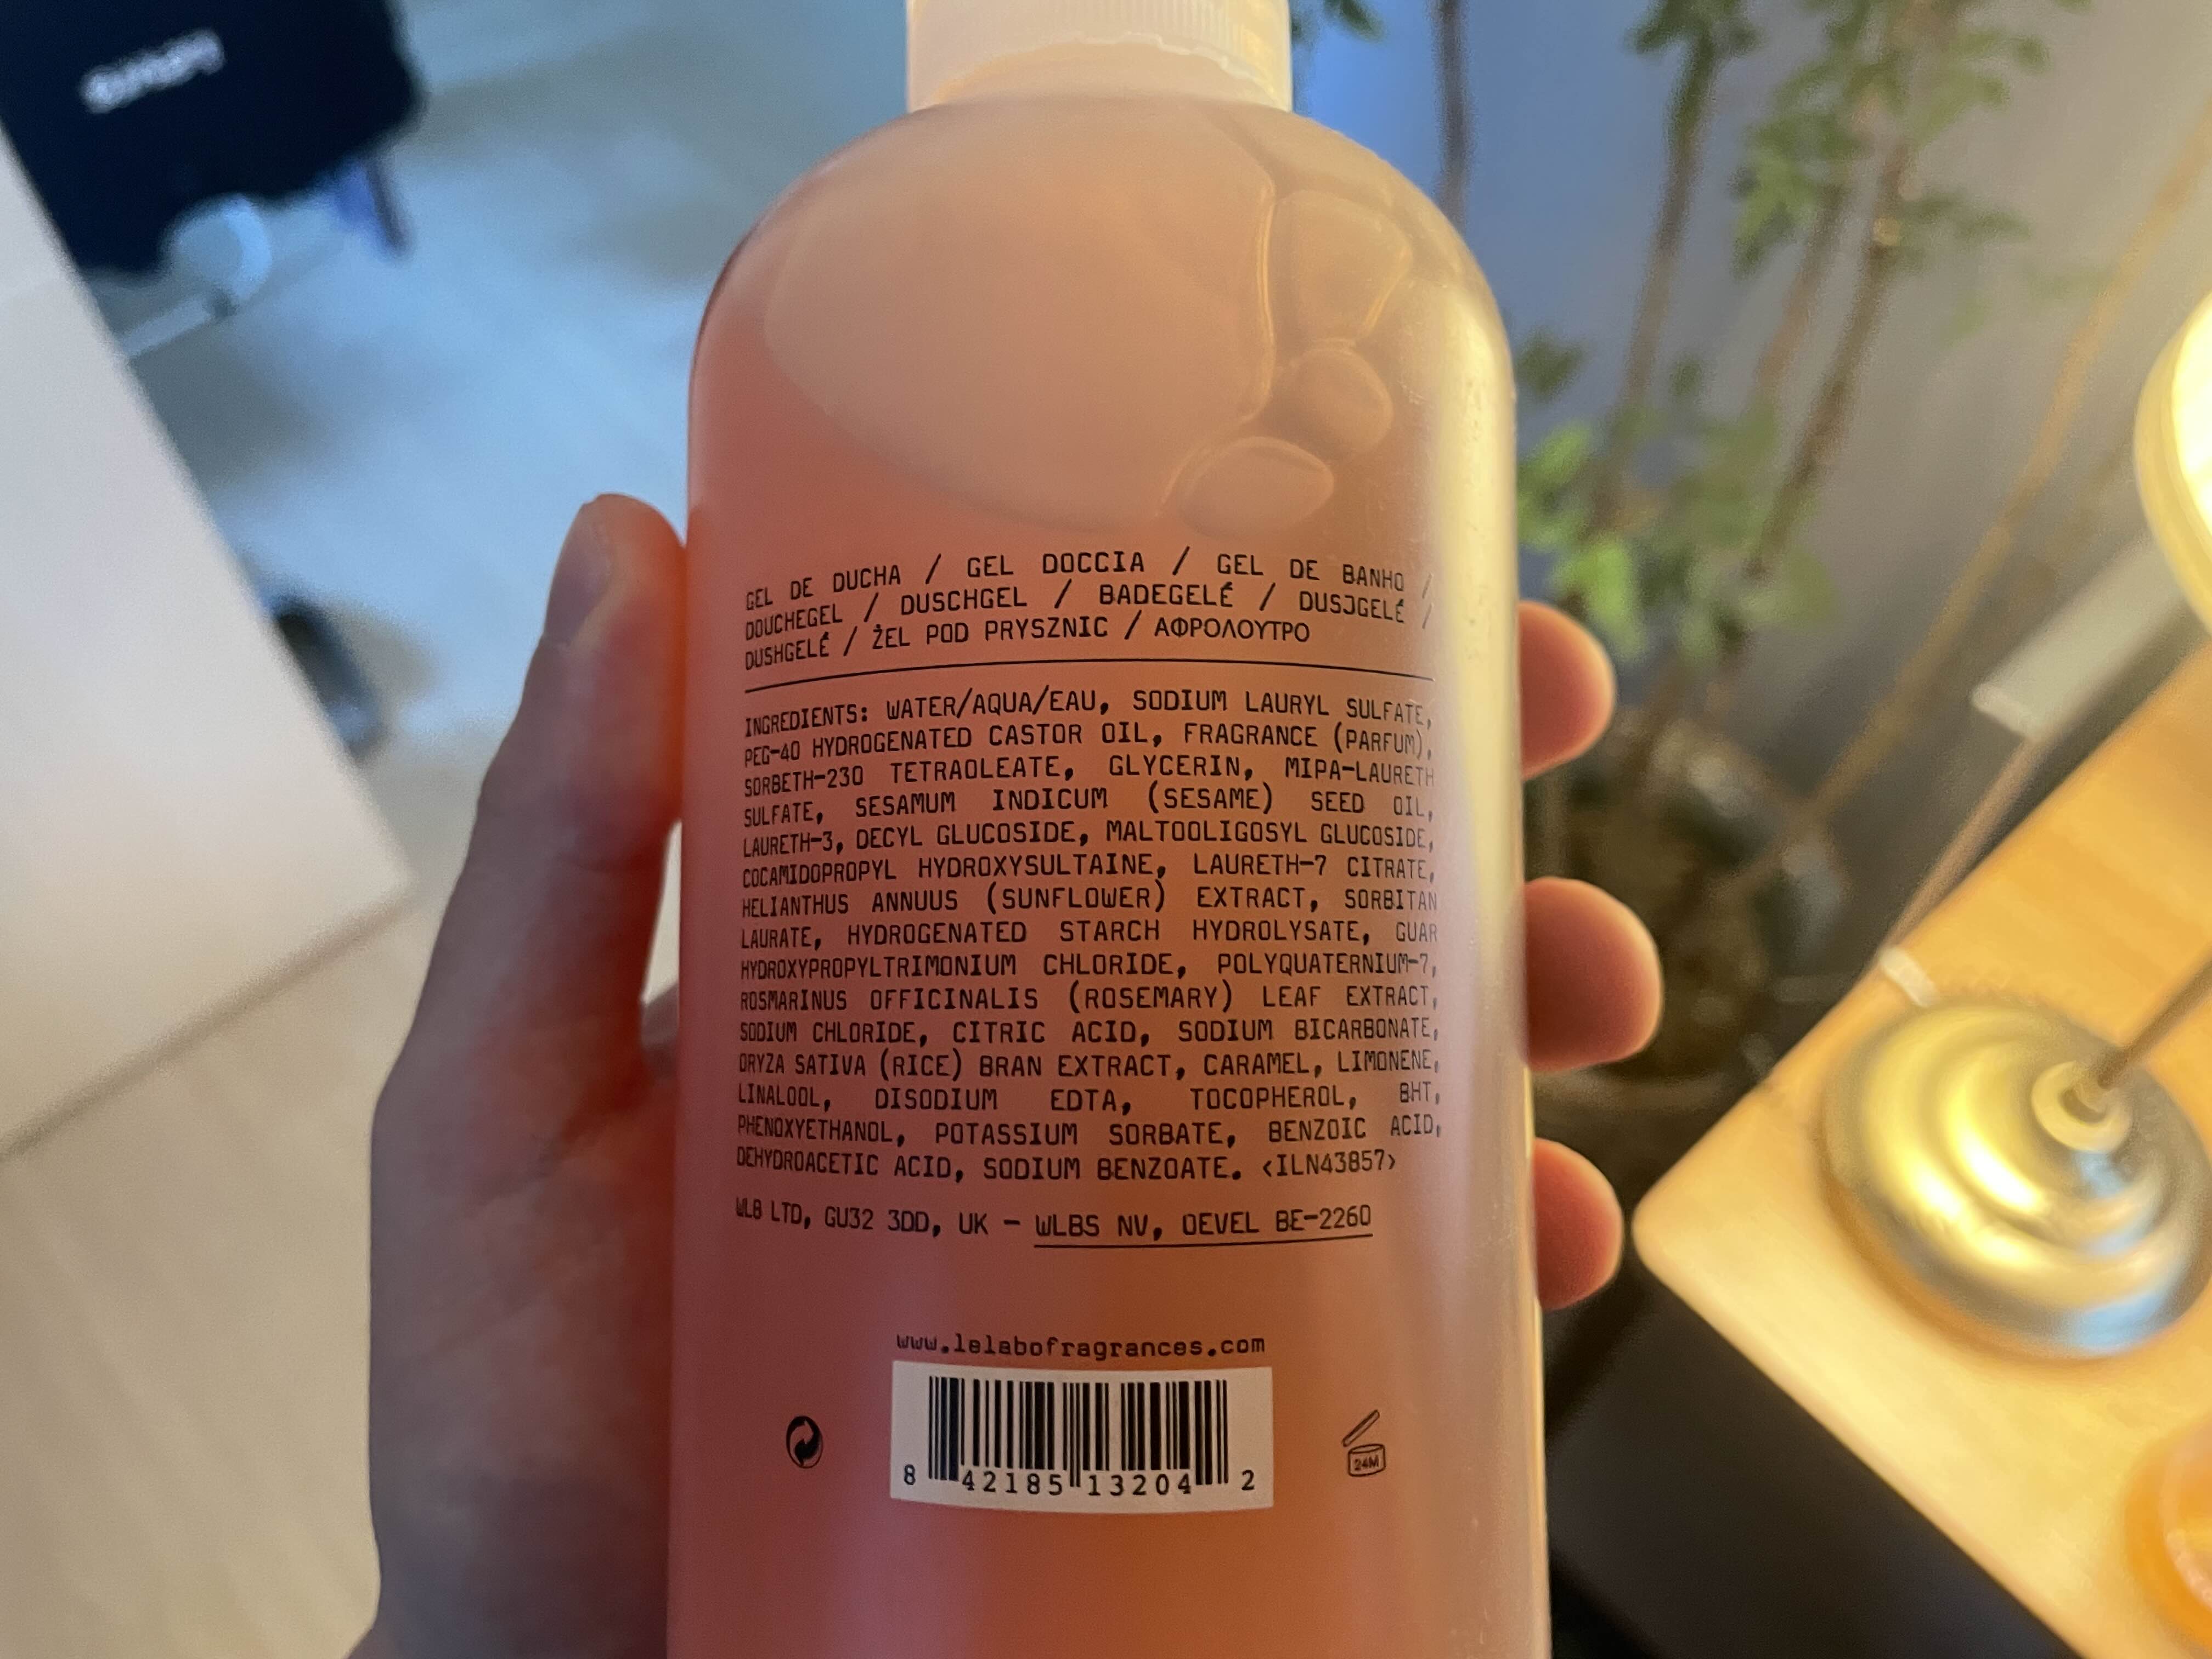 GEL DE DUCHA / GEL DOCCIA / GEL DE BANHO /
DOUCHEGEL / DUSCHGEL / BADEGELÉ / DUSJGELÉ /
DUSHGELÉ / ŻEL POD PRYSZNIC / ΑΦΡΟΛΟΥΤΡΟ
INGREDIENTS: WATER/AQUA/EAU, SODIUM LAURYL SULFATE,
PEG-40 HYDROGENATED CASTOR OIL, FRAGRANCE (PARFUM),
SORBETH-230 TETRAOLEATE, GLYCERIN, MIPA-LAURETH
SULFATE, SESAMUM INDICUM (SESAME) SEED OIL,
LAURETH-3, DECYL GLUCOSIDE, MALTOOLIGOSYL GLUCOSIDE,
COCAMIDOPROPYL HYDROXYSULTAINE, LAURETH-7 CITRATE,
HELIANTHUS ANNUUS (SUNFLOWER) EXTRACT, SORBITAN
LAURATE, HYDROGENATED STARCH HYDROLYSATE, GUAR
HYDROXYPROPYLTRIMONIUM CHLORIDE, POLYQUATERNIUM-7,
ROSMARINUS OFFICINALIS (ROSEMARY) LEAF EXTRACT,
SODIUM CHLORIDE, CITRIC ACID, SODIUM BICARBONATE,
ORYZA SATIVA (RICE) BRAN EXTRACT, CARAMEL, LIMONENE,
LINALOOL, DISODIUM EDTA, TOCOPHEROL, BHT,
PHENOXYETHANOL, POTASSIUM SORBATE, BENZOIC ACID,
DEHYDROACETIC ACID, SODIUM BENZOATE. <ILN43857>
WLB LTD, GU32 3DD, UK - WLBS NV, OEVEL BE-2260
www.lelabofragrances.com
8 42185 13204 2
24M